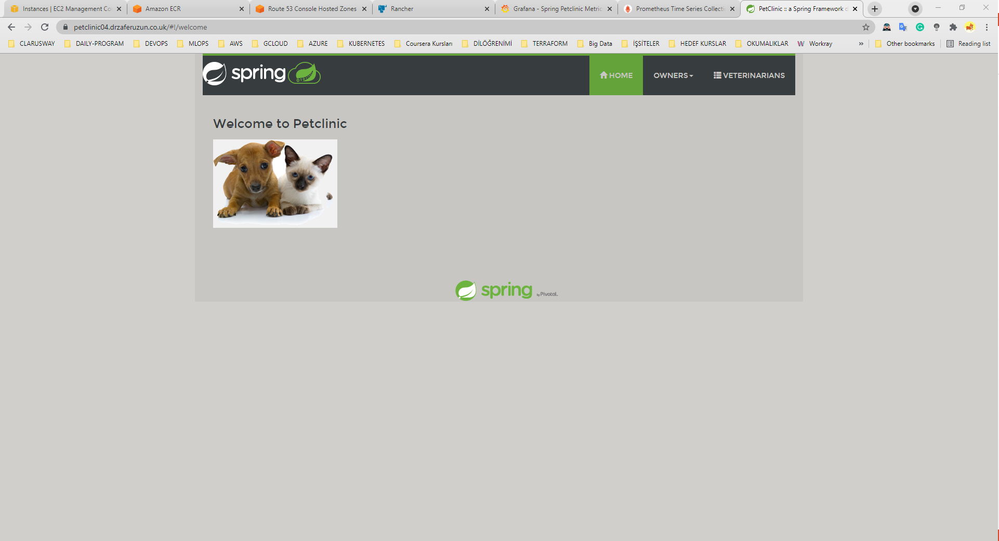 Instances | EC2 Management Co
Amazon ECR
Route 53 Console Hosted Zones
Rancher
Grafana - Spring Petclinic Metric
Prometheus Time Series Collecti
PetClinic :: a Spring Framework d
petclinic04.drzaferuzun.co.uk/#!/welcome
CLARUSWAY
DAILY-PROGRAM
DEVOPS
MLOPS
AWS
GCLOUD
AZURE
KUBERNETES
Coursera Kursları
DİLÖĞRENİMİ
TERRAFORM
Big Data
İŞSİTELER
HEDEF KURSLAR
OKUMALIKLAR
Workray
»
Other bookmarks
Reading list
spring
HOME
OWNERS
VETERINARIANS
Welcome to Petclinic
spring by Pivotal.